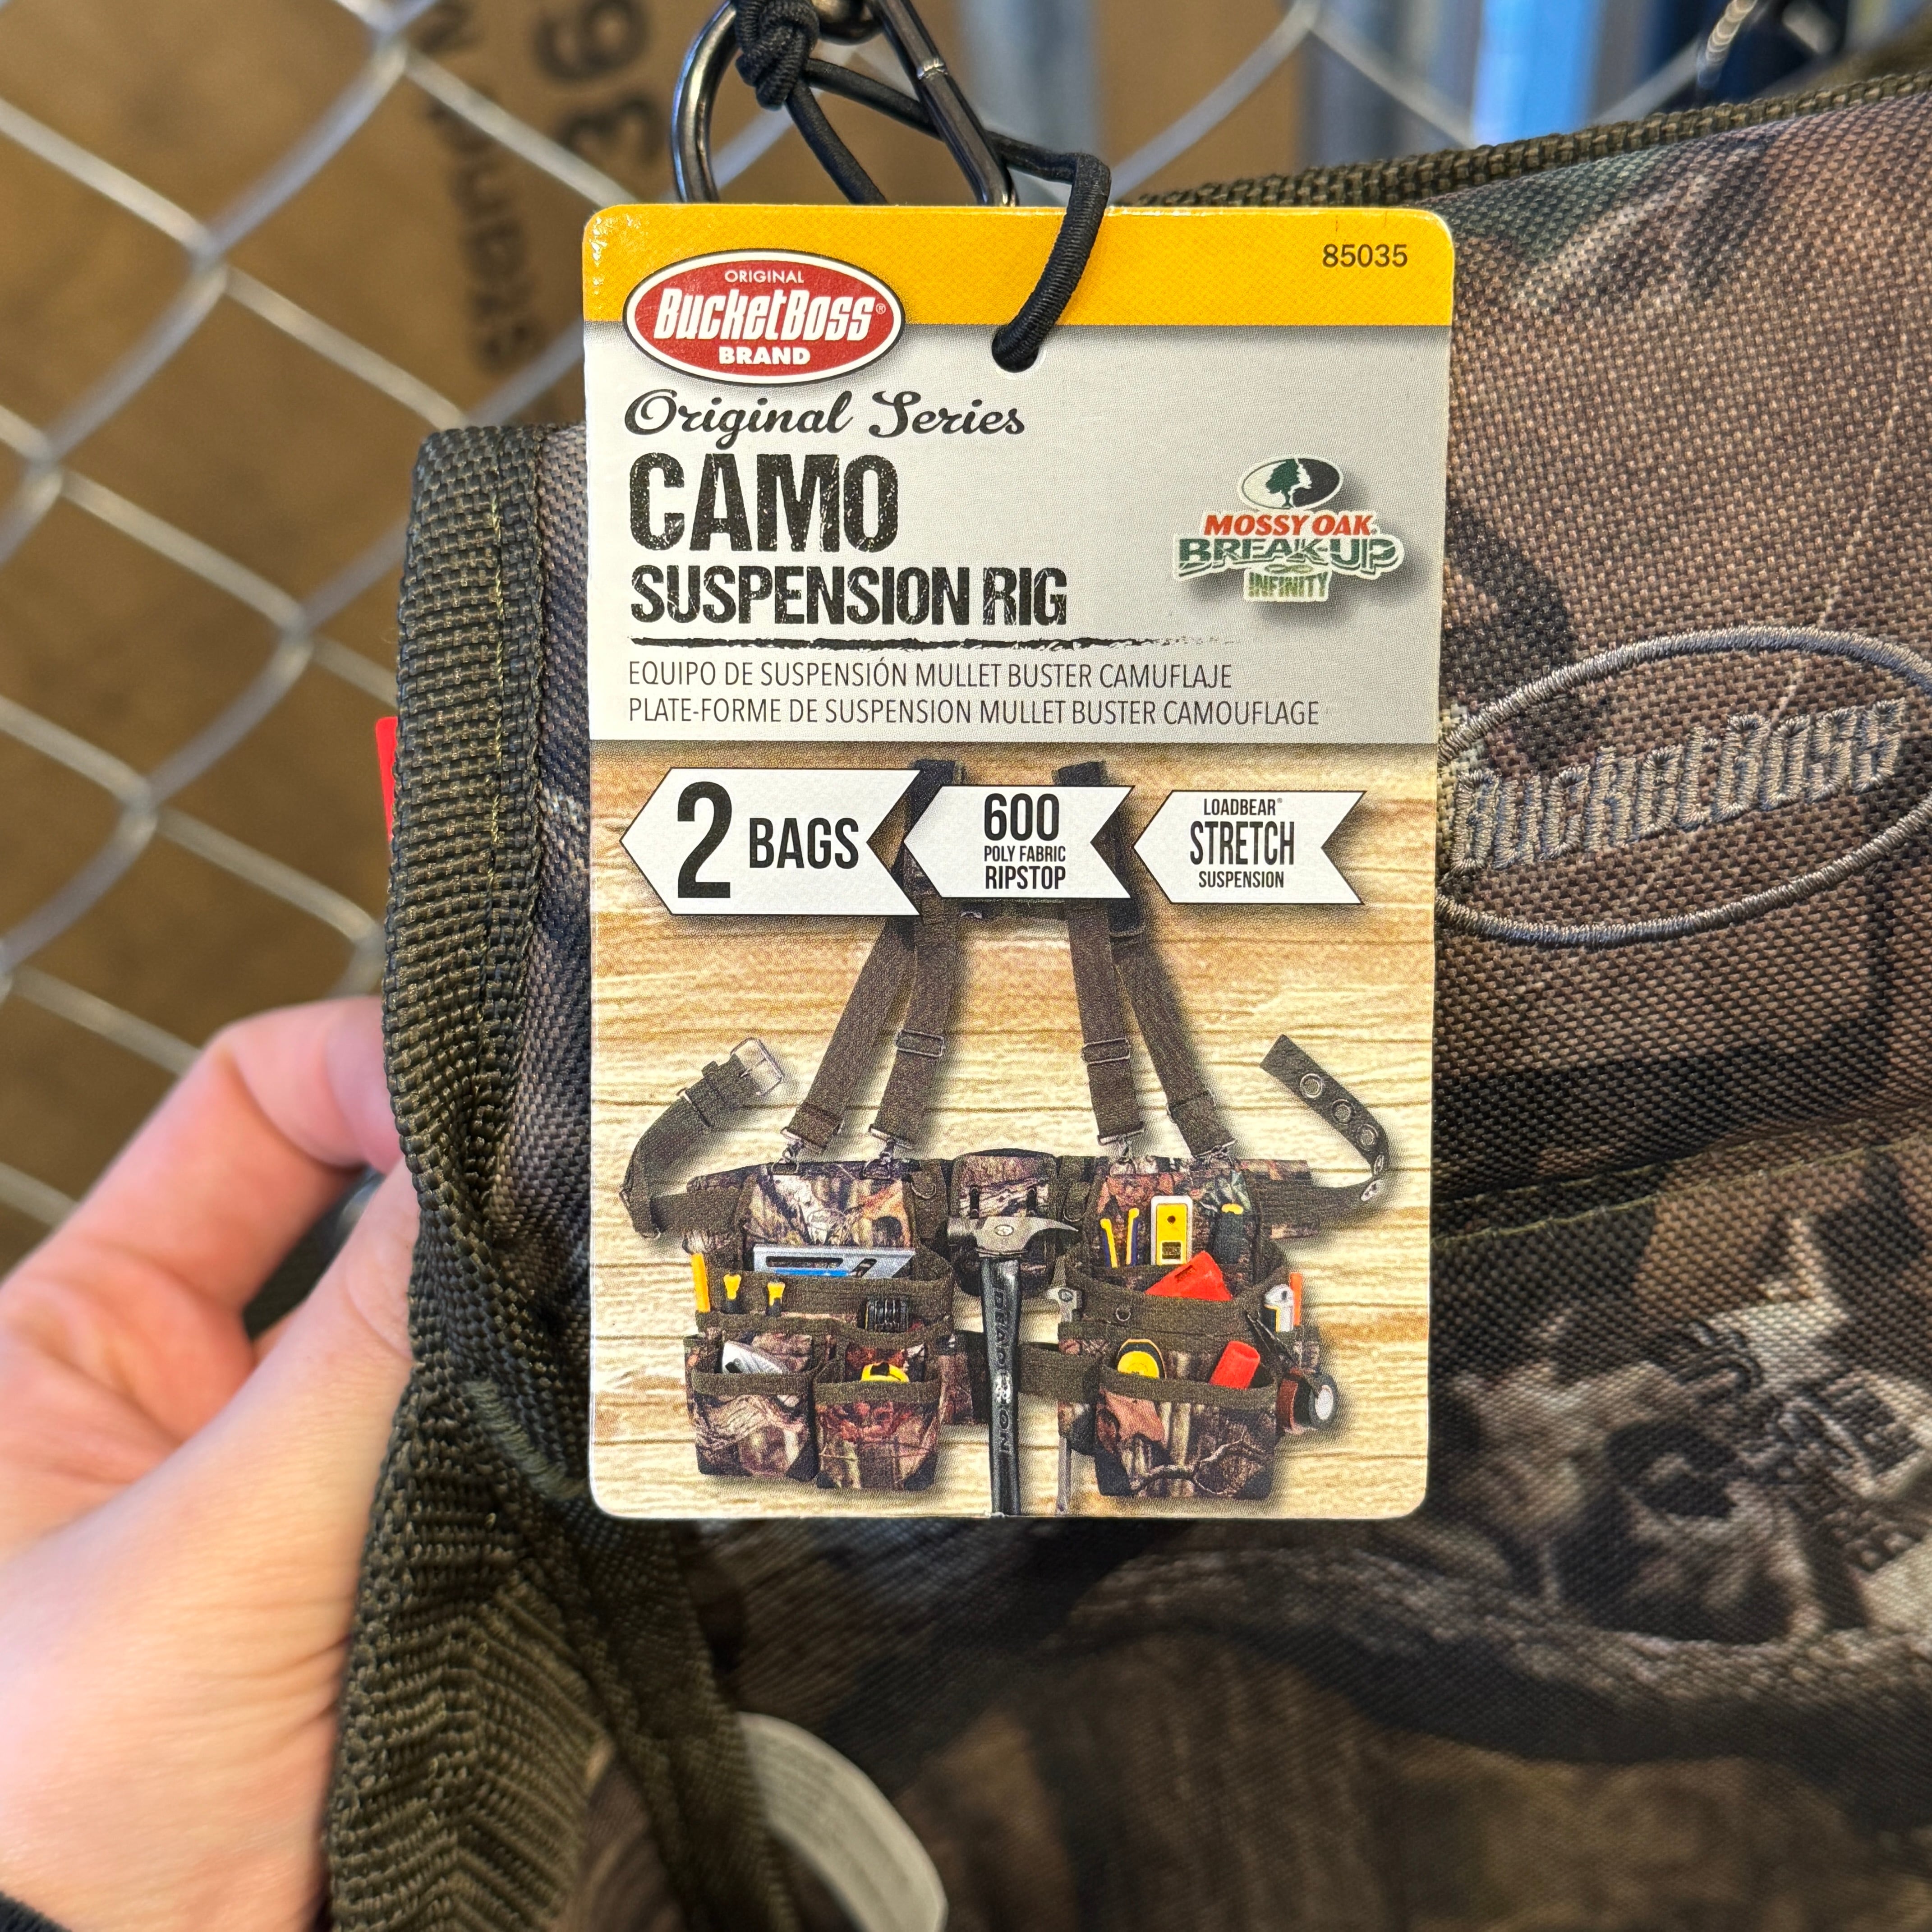 85035
ORIGINAL
BUCKETBOSS®
BRAND
Original Series
CAMO
SUSPENSION RIG
MOSSY OAK
BREAK-UP
INFINITY
EQUIPO DE SUSPENSIÓN MULLET BUSTER CAMUFLAJE
PLATE-FORME DE SUSPENSION MULLET BUSTER CAMOUFLAGE
2 BAGS
600
POLY FABRIC
RIPSTOP
LOADBEAR®
STRETCH
SUSPENSION
BucketBoss
36